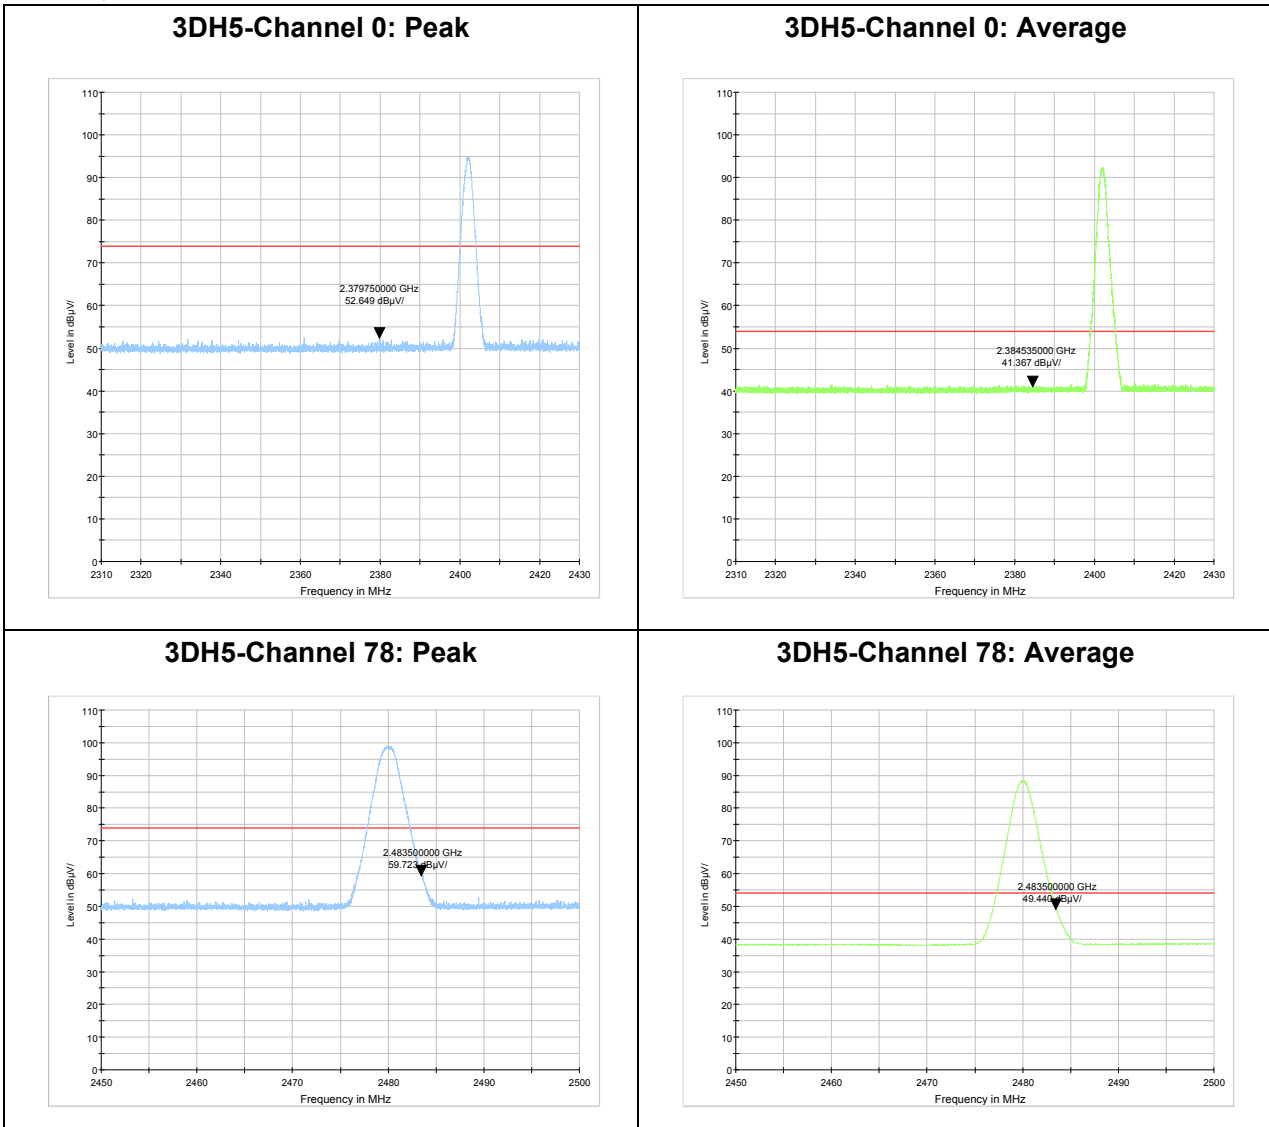 3DH5-Channel 0: Peak
110
100
90
80
70
60
50
40
30
20
10
0
Level in dBµV/
2.379750000 GHz
52.649 dBµV/
2310 2320 2340 2360 2380 2400 2420 2430
Frequency in MHz
3DH5-Channel 0: Average
110
100
90
80
70
60
50
40
30
20
10
0
Level in dBµV/
2.384535000 GHz
41.367 dBµV/
2310 2320 2340 2360 2380 2400 2420 2430
Frequency in MHz
3DH5-Channel 78: Peak
110
100
90
80
70
60
50
40
30
20
10
0
Level in dBµV/
2.483500000 GHz
59.723 dBµV/
2450 2460 2470 2480 2490 2500
Frequency in MHz
3DH5-Channel 78: Average
110
100
90
80
70
60
50
40
30
20
10
0
Level in dBµV/
2.483500000 GHz
49.440 dBµV/
2450 2460 2470 2480 2490 2500
Frequency in MHz